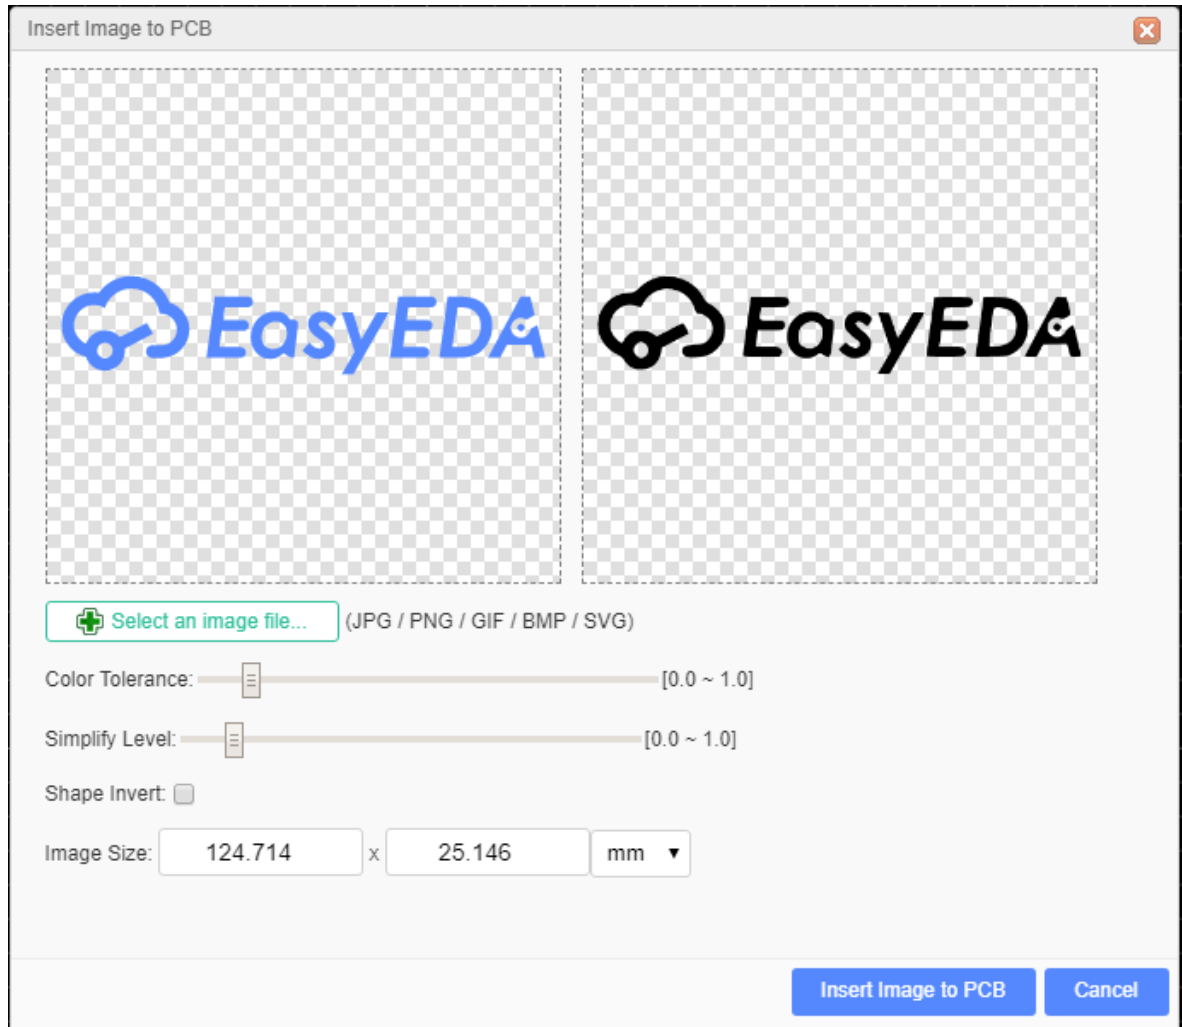 Insert Image to PCB
EasyEDA EasyEDA
Select an image file... (JPG / PNG / GIF / BMP / SVG)
Color Tolerance: [0.0 ~ 1.0]
Simplify Level: [0.0 ~ 1.0]
Shape Invert:
Image Size: 124.714 x 25.146 mm
Insert Image to PCB Cancel